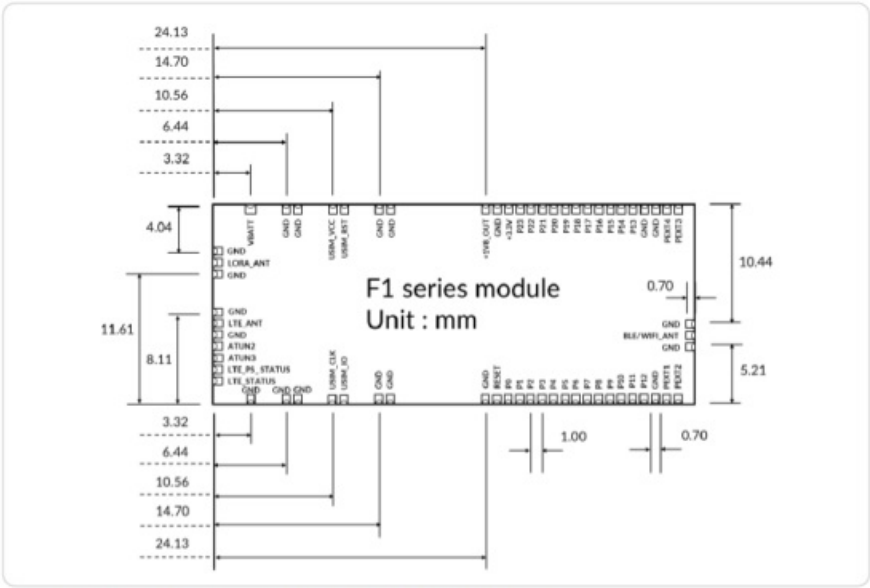 24.13
14.70
10.56
6.44
3.32
4.04
VBATT
GND
GND
USIM_VCC
USIM_RST
GND
GND
+1V8_OUT
GND
+3.3V
P23
P22
P21
P20
P19
P18
P17
P16
P15
P14
P13
GND
GND
PEXT4
PEXT3
GND
LORA_ANT
GND
10.44
0.70
F1 series module
Unit : mm
11.61
8.11
GND
LTE_ANT
GND
ATUN2
ATUN3
LTE_PS_STATUS
LTE_STATUS
GND
BLE/WIFI_ANT
GND
5.21
GND
GND
GND
USIM_CLK
USIM_IO
GND
GND
GND
RESET
P0
P1
P2
P3
P4
P5
P6
P7
P8
P9
P10
P11
P12
GND
PEXT1
PEXT2
3.32
6.44
10.56
14.70
24.13
1.00
0.70